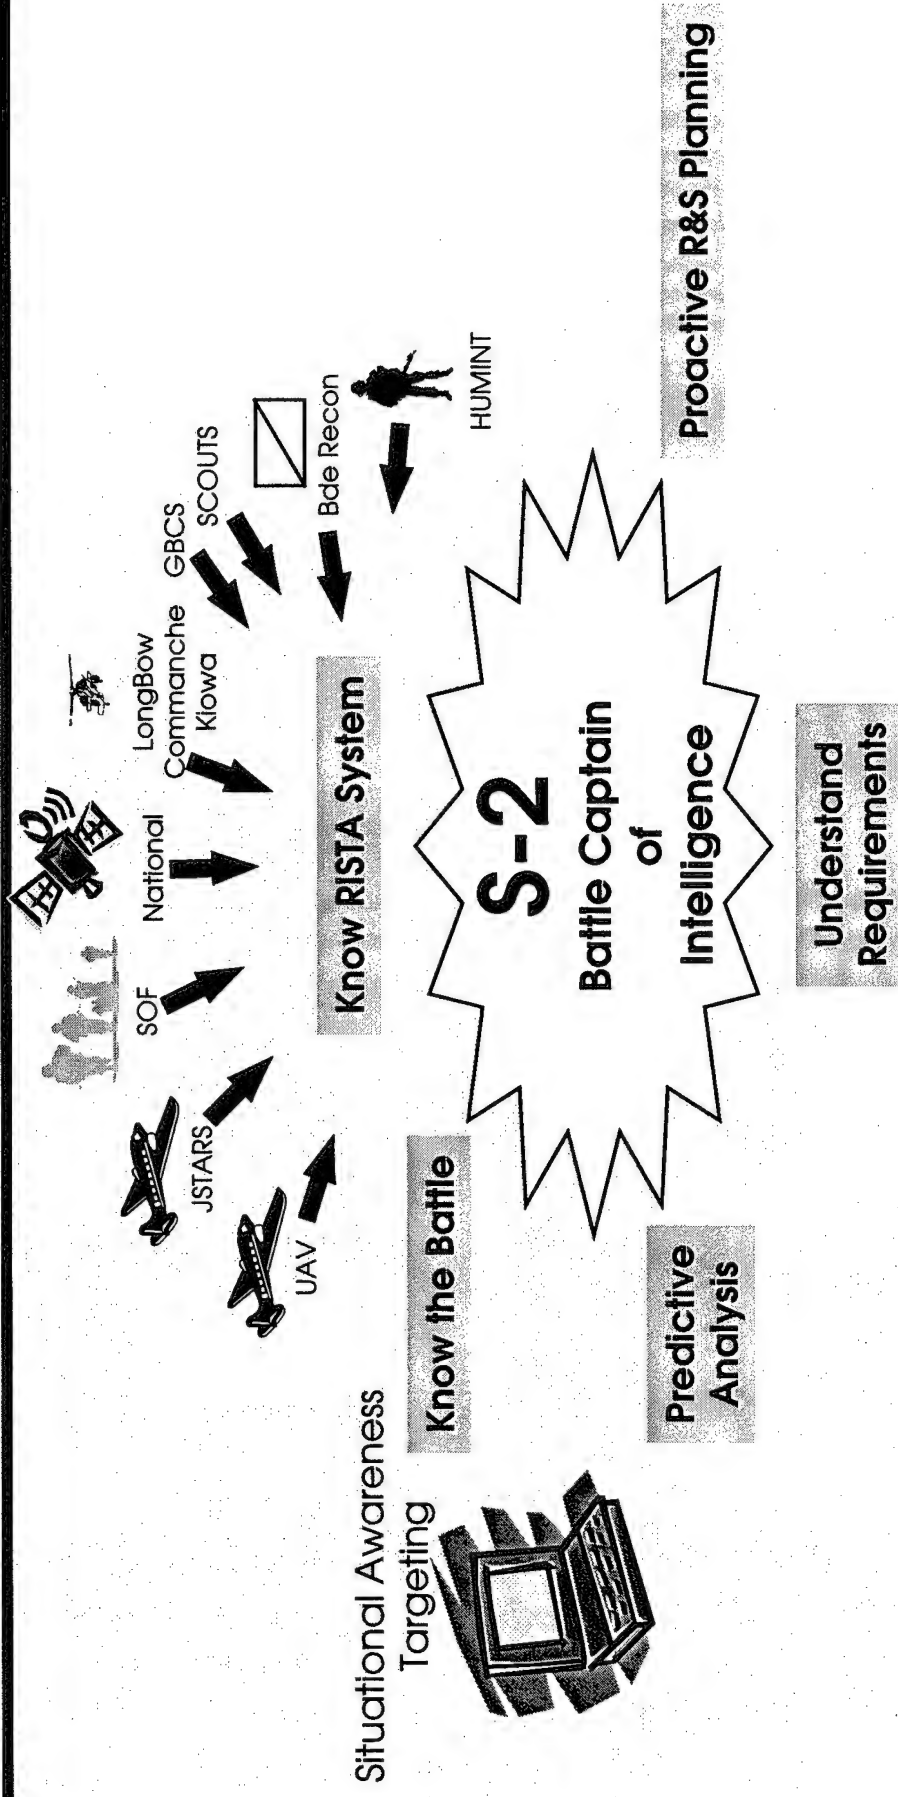 UAV
JSTARS
SOF
National
LongBow
Commanche
Kiowa
GBCS
SCOUTS
Bde Recon
HUMINT
Situational Awareness
Targeting
Know the Battle
Know RISTA System
Predictive
Analysis
S-2
Battle Captain
of
Intelligence
Proactive R&S Planning
Understand
Requirements